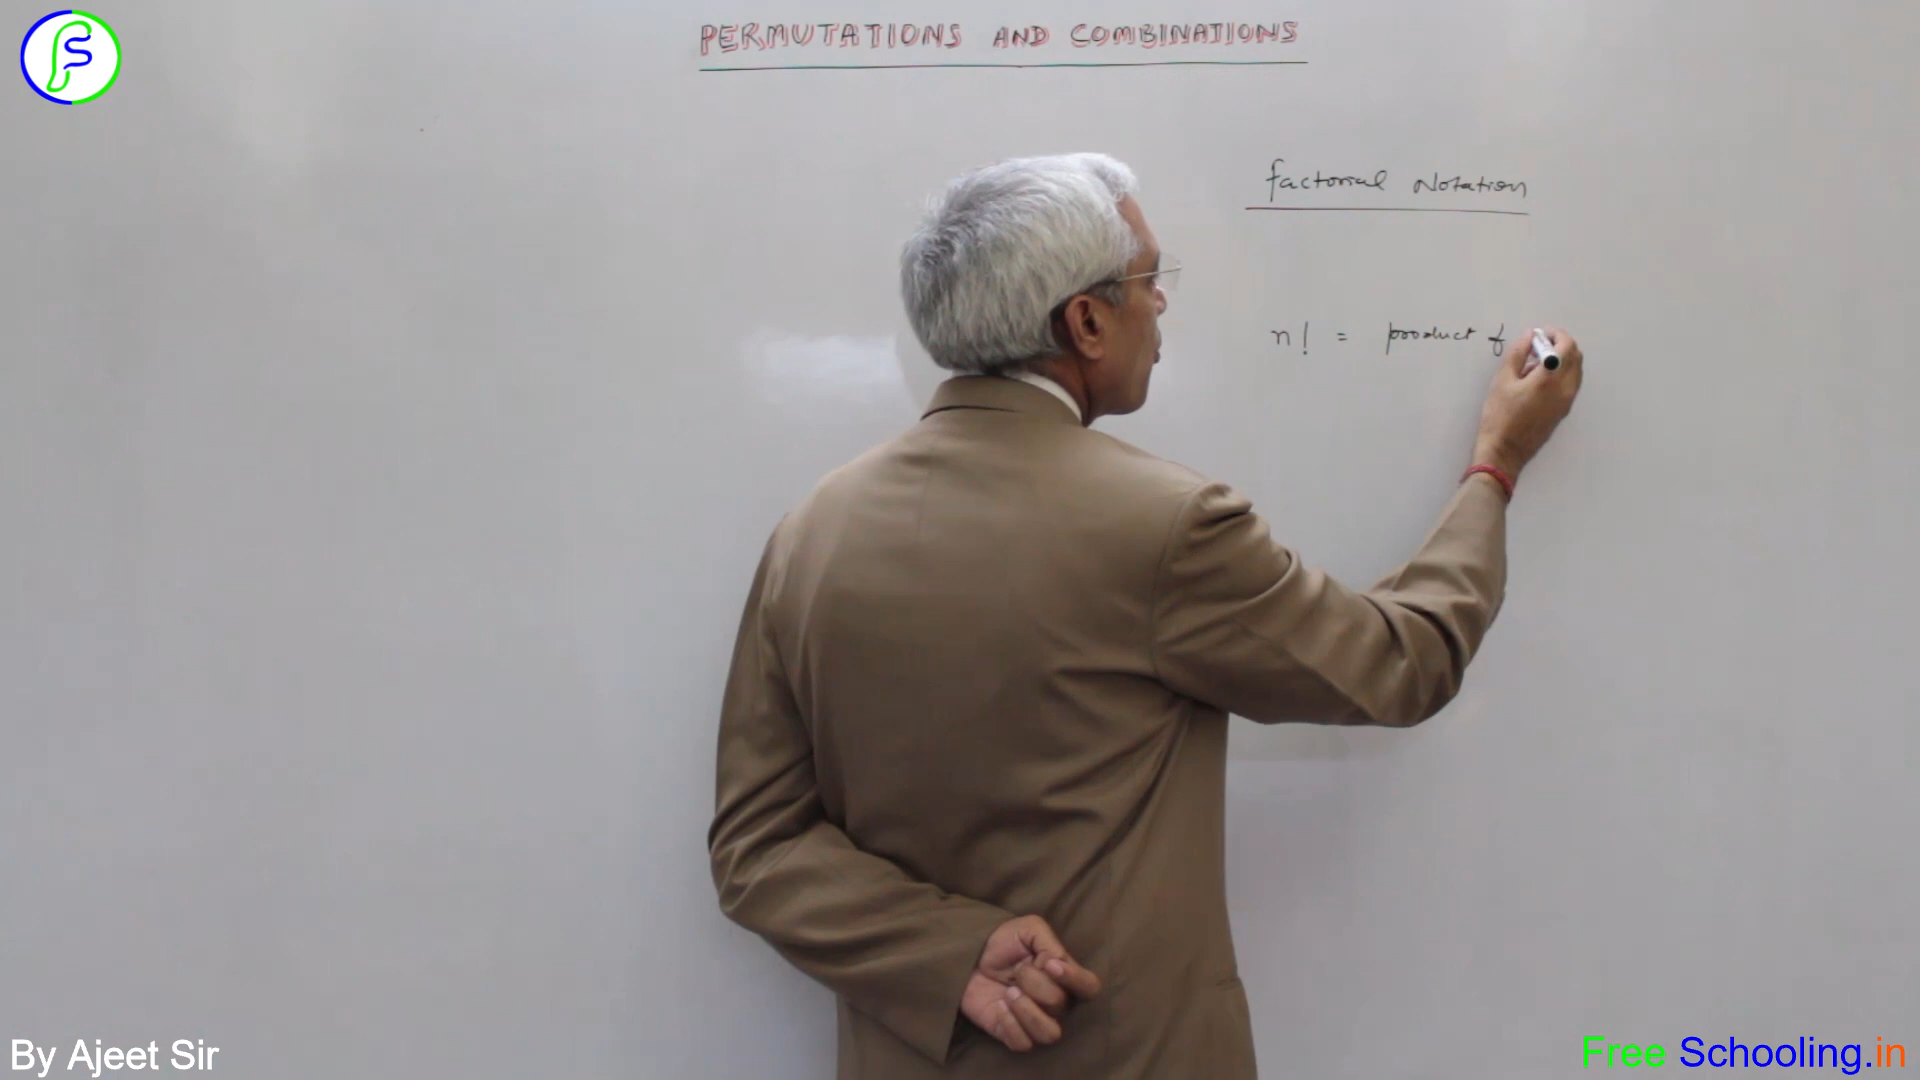 PERMUTATIONS AND COMBINATIONS
factorial Notation
n! = product of
By Ajeet Sir
Free Schooling.in